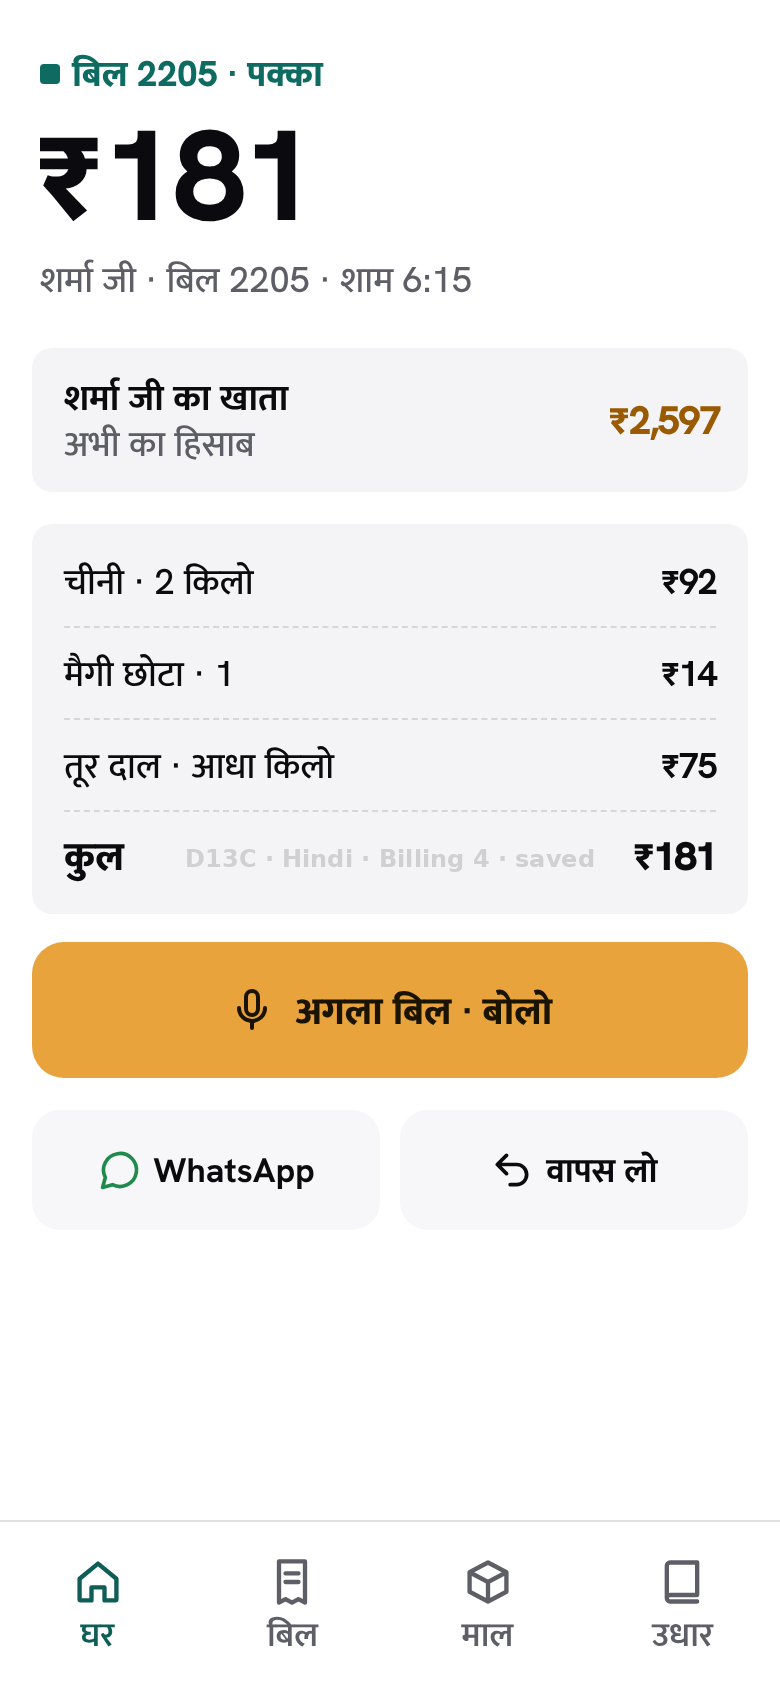 बिल 2205 · पक्का
₹181
शर्मा जी · बिल 2205 · शाम 6:15
शर्मा जी का खाता
अभी का हिसाब
₹2,597
चीनी · 2 किलो ₹92
मैगी छोटा · 1 ₹14
तूर दाल · आधा किलो ₹75
कुल D13C · Hindi · Billing 4 · saved ₹181
अगला बिल · बोलो
WhatsApp वापस लो
घर बिल माल उधार